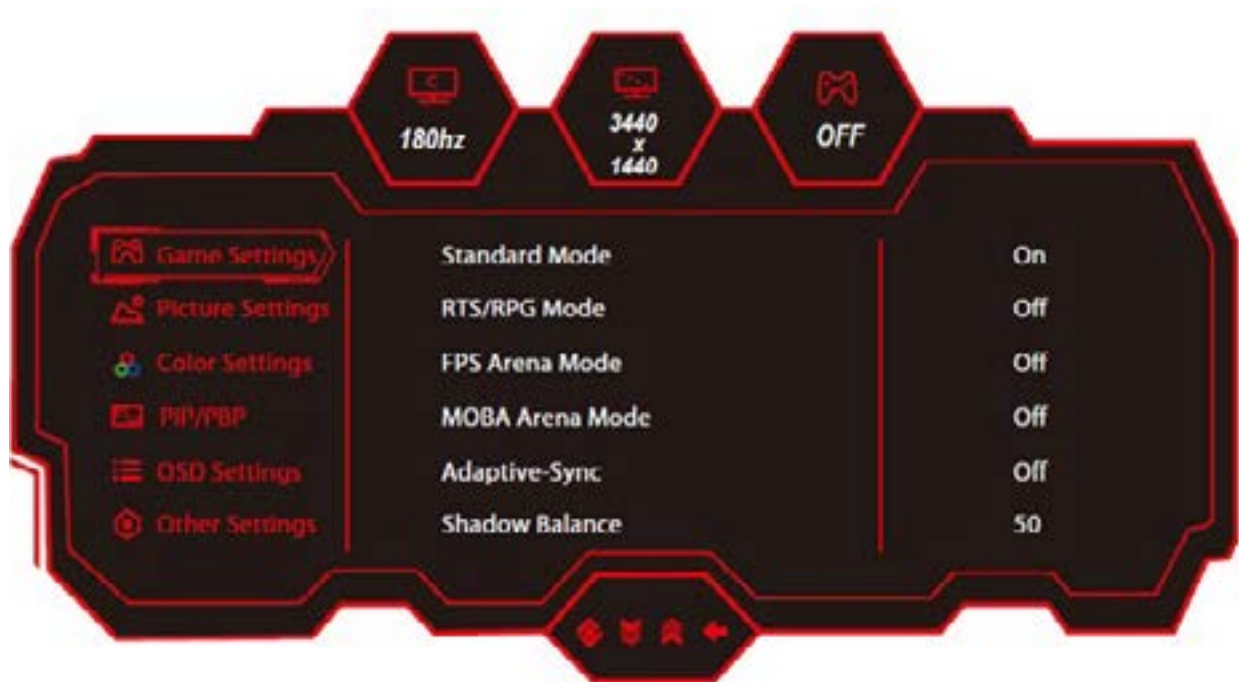 180hz
3440
x
1440
OFF
Game Settings
Standard Mode
On
Picture Settings
RTS/RPG Mode
Off
Color Settings
FPS Arena Mode
Off
PIP/PBP
MOBA Arena Mode
Off
OSD Settings
Adaptive-Sync
Off
Other Settings
Shadow Balance
50